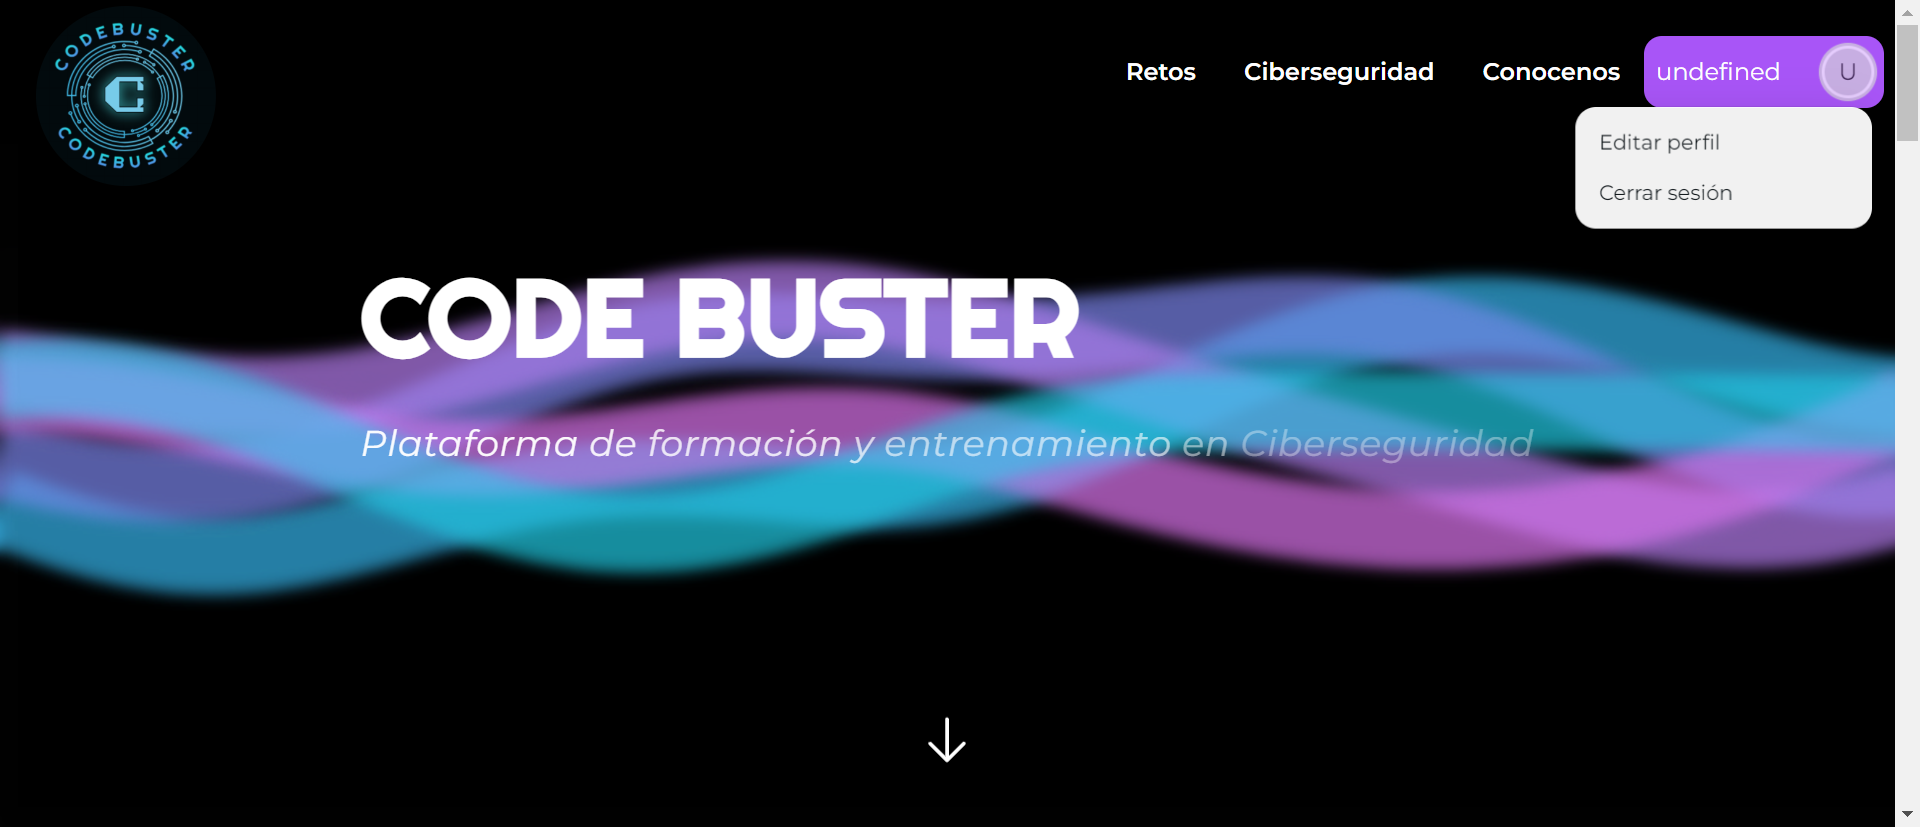 CODEBUSTER
C
CODEBUSTER
Retos
Ciberseguridad
Conocenos
undefined
U
Editar perfil
Cerrar sesión
CODE BUSTER
Plataforma de formación y entrenamiento en Ciberseguridad